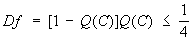 Df = [1 − Q(C)]Q(C) ≤ 1/4